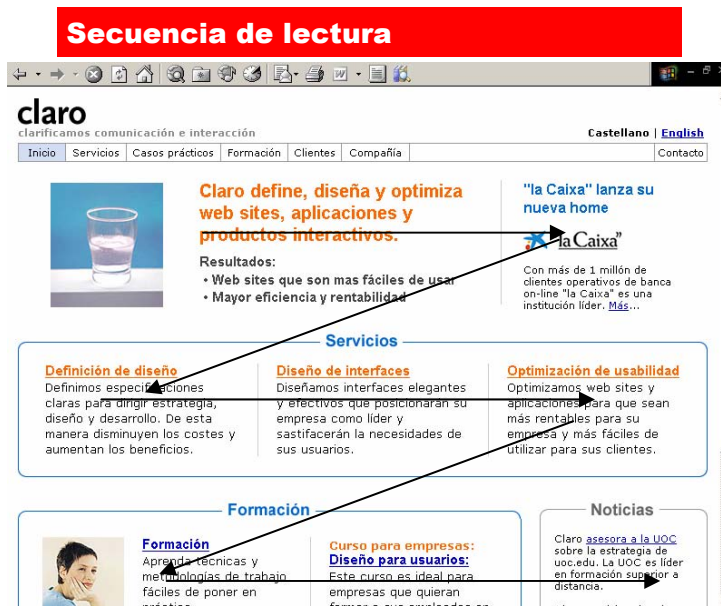 Secuencia de lectura
claro
clarificamos comunicación e interacción
Castellano | English
Inicio Servicios Casos prácticos Formación Clientes Compañía Contacto
Claro define, diseña y optimiza
web sites, aplicaciones y
productos interactivos.
Resultados:
• Web sites que son mas fáciles de usar
• Mayor eficiencia y rentabilidad
"la Caixa" lanza su
nueva home
"la Caixa"
Con más de 1 millón de
clientes operativos de banca
on-line "la Caixa" es una
institución líder. Más...
Servicios
Definición de diseño
Definimos especificaciones
claras para dirigir estrategia,
diseño y desarrollo. De esta
manera disminuyen los costes y
aumentan los beneficios.
Diseño de interfaces
Diseñamos interfaces elegantes
y efectivos que posicionarán su
empresa como líder y
sastifacerán la necesidades de
sus usuarios.
Optimización de usabilidad
Optimizamos web sites y
aplicaciones para que sean
más rentables para su
empresa y más fáciles de
utilizar para sus clientes.
Formación
Formación
Aprenda técnicas y
metodologías de trabajo
fáciles de poner en
Curso para empresas:
Diseño para usuarios:
Este curso es ideal para
empresas que quieran
Noticias
Claro asesora a la UOC
sobre la estrategia de
uoc.edu. La UOC es líder
en formación superior a
distancia.